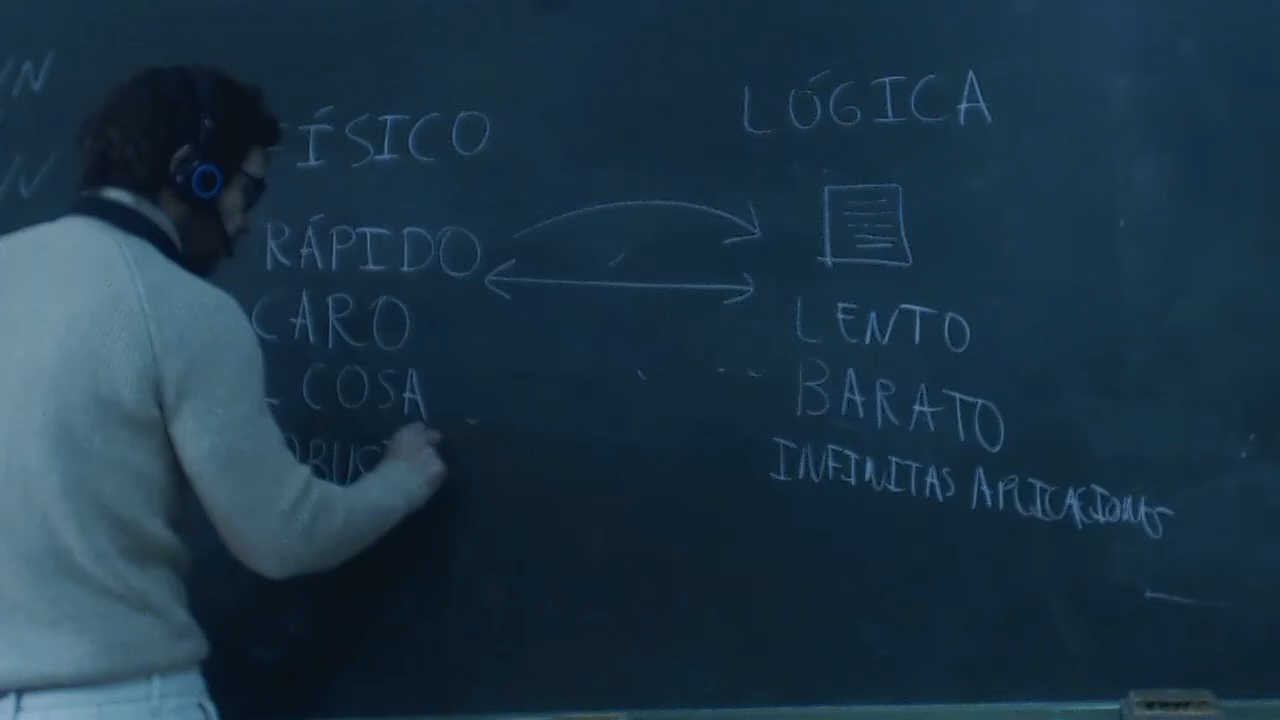 ÍSICO
RÁPIDO
CARO
COSA
LÓGICA
LENTO
BARATO
INFINITAS APLICACIONES